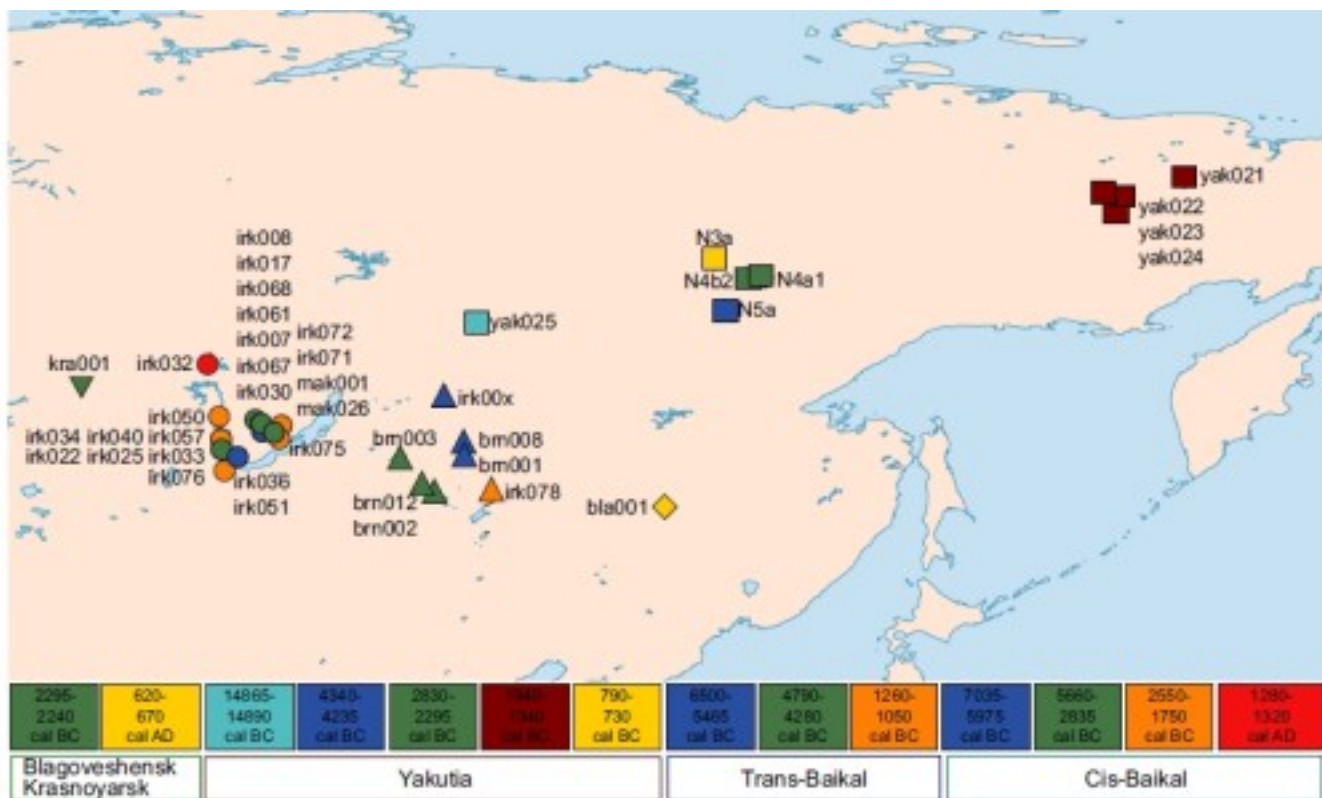 yak021
yak022
yak023
yak024
N3a
N4b2
N4a1
N5a
yak025
irk008
irk017
irk068
irk061
irk007
irk067
irk030
irk072
irk071
mak001
mak026
kra001
irk032
irk00x
irk050
irk034 irk040 irk057
irk022 irk025 irk033
irk076
irk075
irk036
irk051
brn003
brn008
brn001
irk078
brn012
brn002
bla001
2295-
2240
cal BC
620-
670
cal AD
14865-
14890
cal BC
4340-
4235
cal BC
2830-
2295
cal BC
cal BC
790-
730
cal BC
6500-
5465
cal BC
4790-
4280
cal BC
1260-
1050
cal BC
7035-
5975
cal BC
5660-
2835
cal BC
2550-
1750
cal BC
1280-
1320
cal AD
Blagoveshensk
Krasnoyarsk
Yakutia
Trans-Baikal
Cis-Baikal